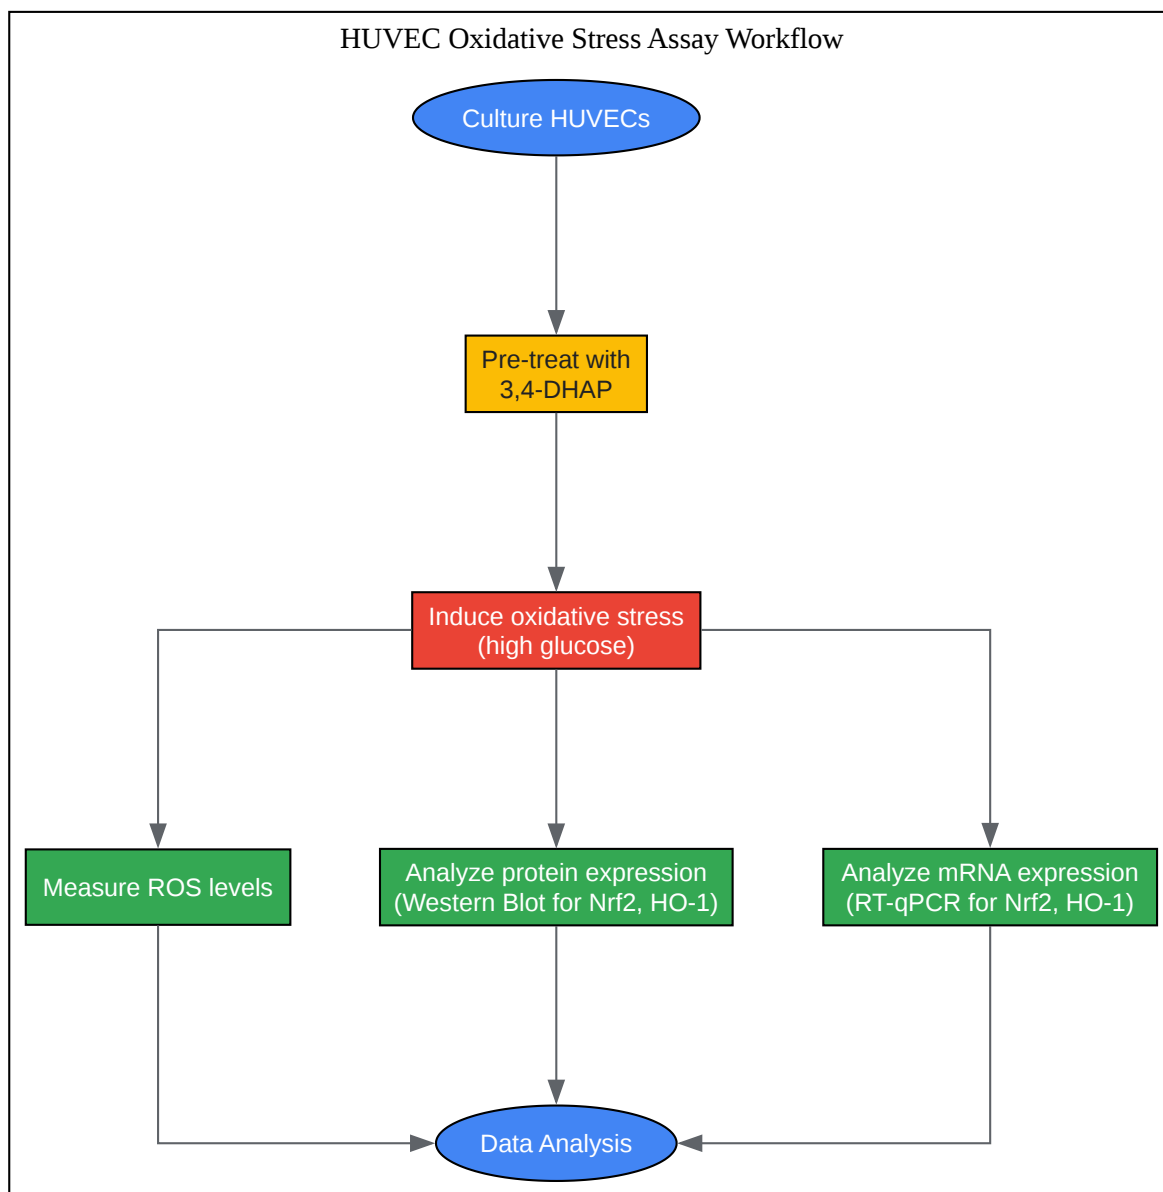 HUVEC Oxidative Stress Assay Workflow
Culture HUVECs
Pre-treat with
3,4-DHAP
Induce oxidative stress
(high glucose)
Measure ROS levels
Analyze protein expression
(Western Blot for Nrf2, HO-1)
Analyze mRNA expression
(RT-qPCR for Nrf2, HO-1)
Data Analysis